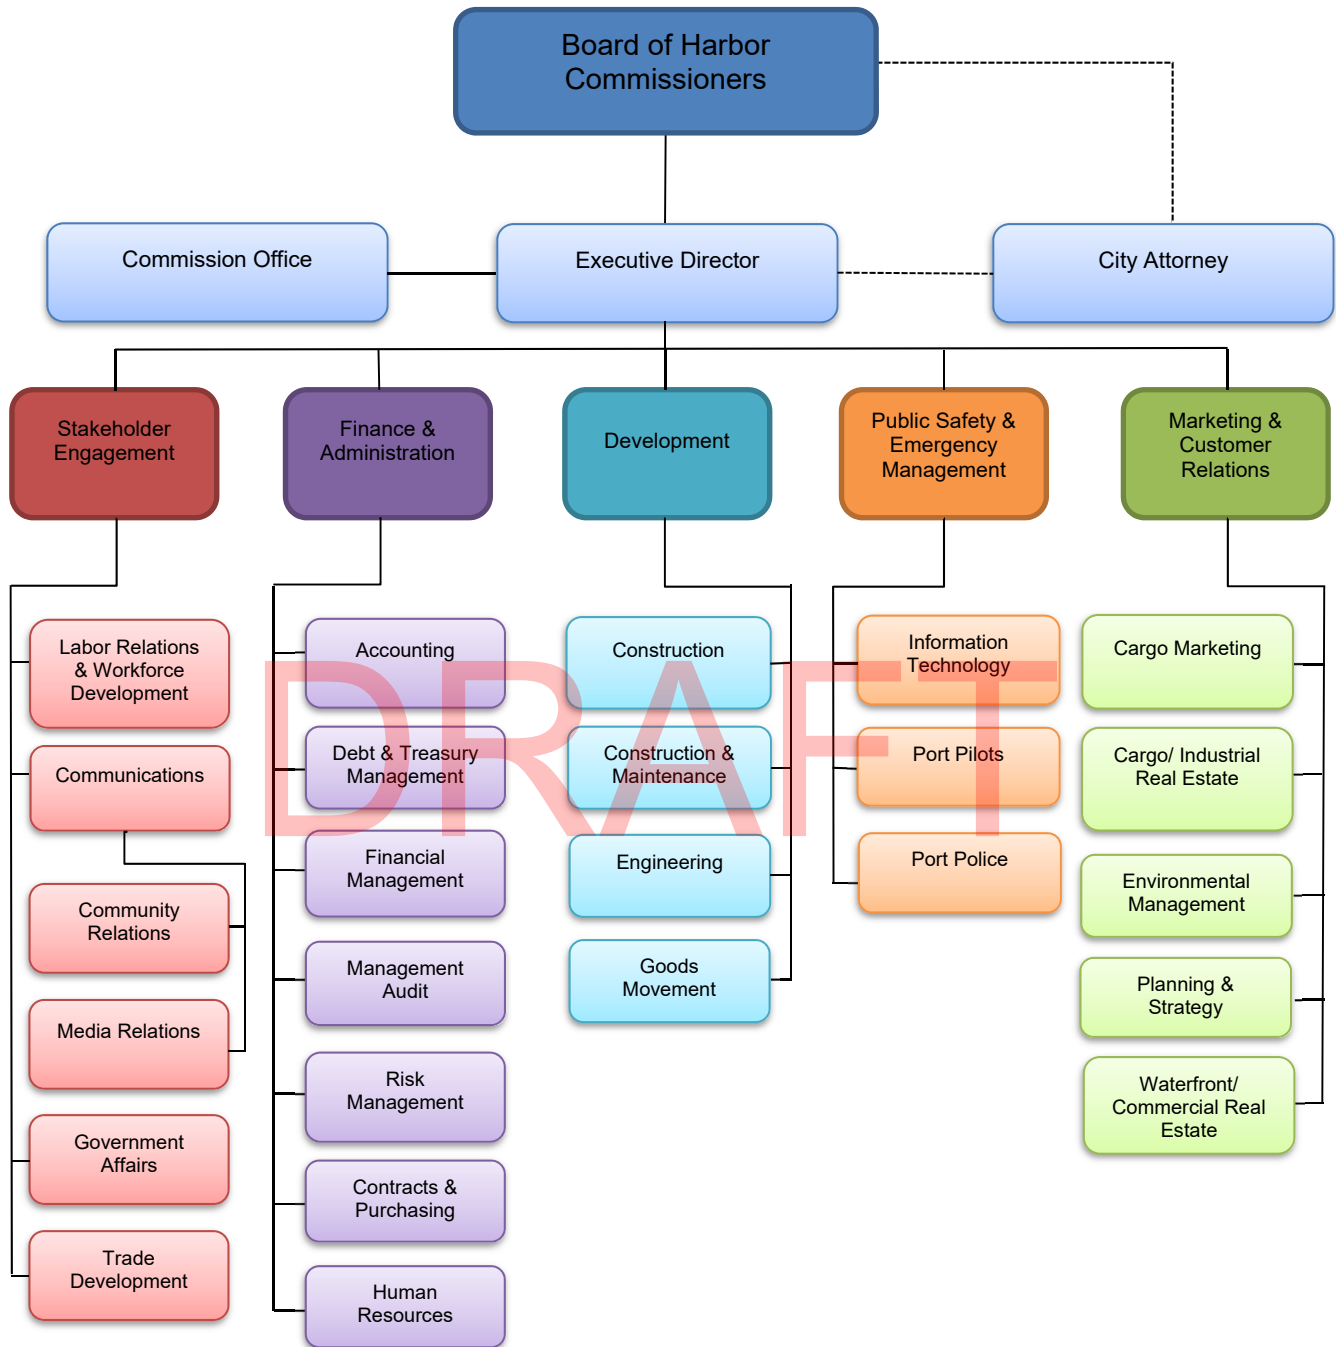 Board of Harbor
Commissioners
Commission Office
Executive Director
City Attorney
Stakeholder
Engagement
Finance &
Administration
Development
Public Safety &
Emergency
Management
Marketing &
Customer
Relations
Labor Relations
& Workforce
Development
Communications
Community
Relations
Media Relations
Government
Affairs
Trade
Development
Accounting
Debt & Treasury
Management
Financial
Management
Management
Audit
Risk
Management
Contracts &
Purchasing
Human
Resources
Construction
Construction &
Maintenance
Engineering
Goods
Movement
Information
Technology
Port Pilots
Port Police
Cargo Marketing
Cargo/ Industrial
Real Estate
Environmental
Management
Planning &
Strategy
Waterfront/
Commercial Real
Estate
DRAFT